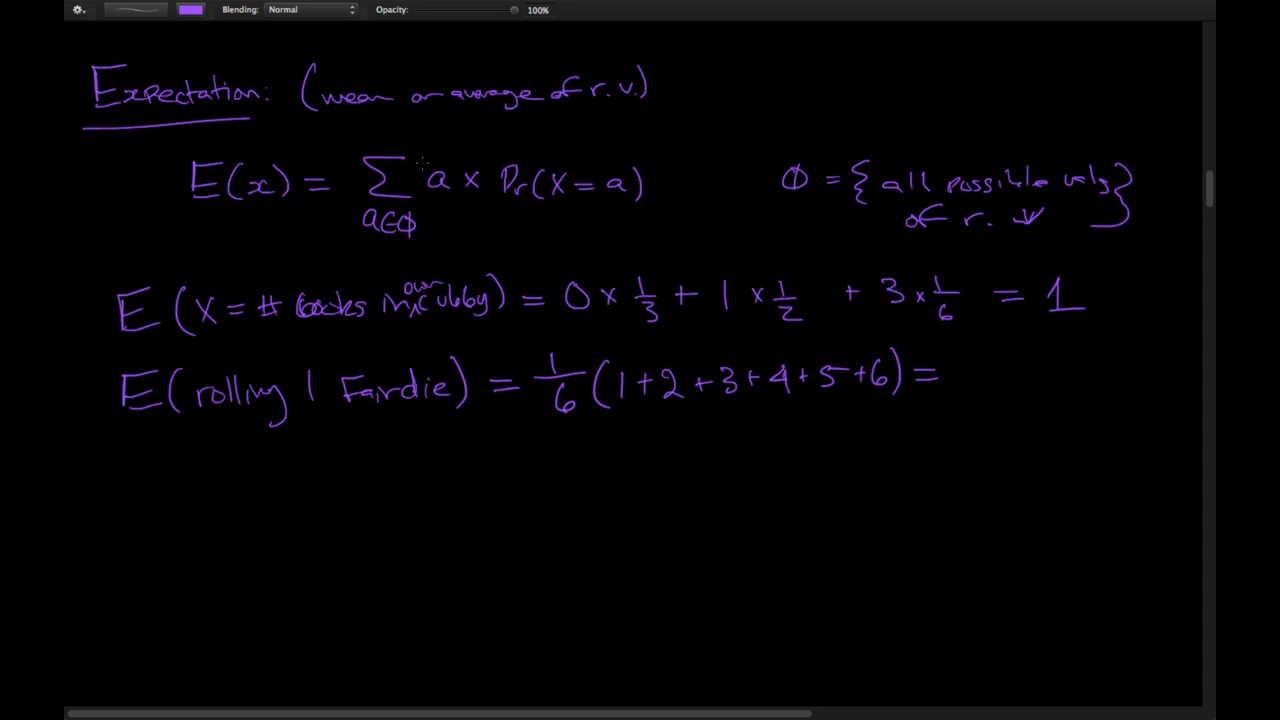 Blending: Normal Opacity: 100%
Expectation: (mean or average of r.v.)
E(x) = ∑ a × Pr(X = a) Φ = { all possible vals
a∈Φ of r. v }
E(X = # books in our cubby) = 0 × 1/3 + 1 × 1/2 + 3 × 1/6 = 1
E(rolling 1 Fairdie) = 1/6 (1+2+3+4+5+6) =